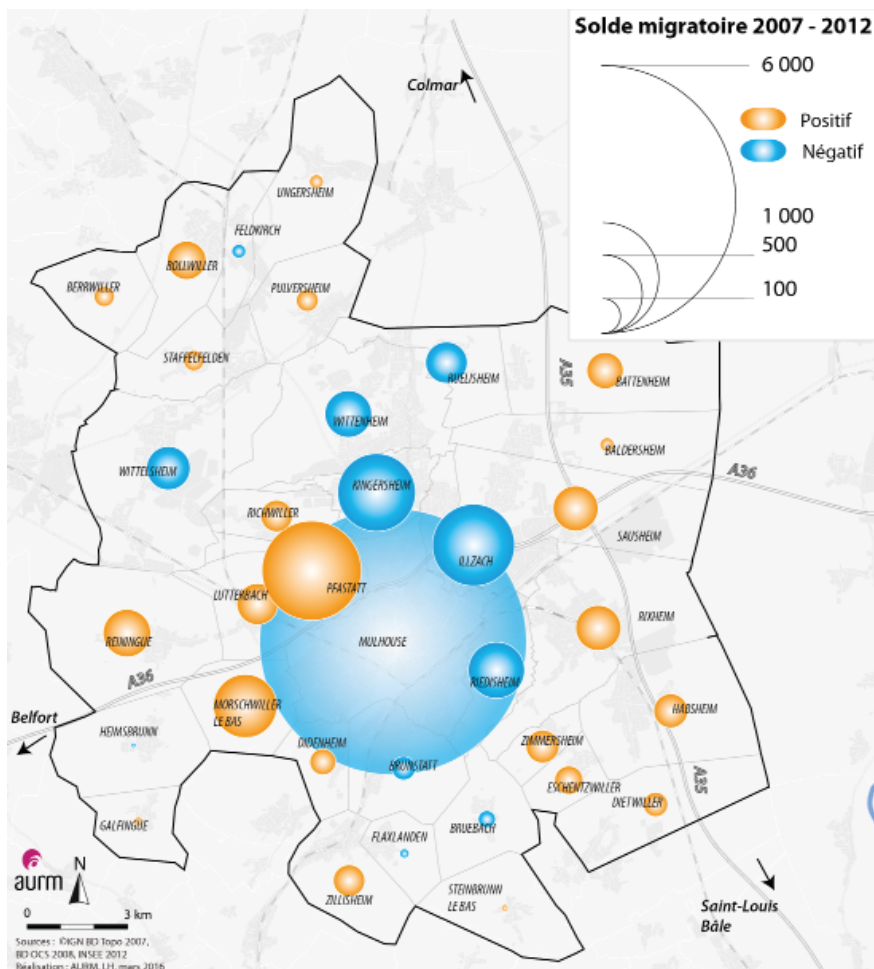 Solde migratoire 2007 - 2012
6 000
Positif
Négatif
1 000
500
100
Colmar
UNGERSHEIM
FELDKIRCH
BOLLWILLER
BERRWILLER
PULVERSHEIM
STAFFELFELDEN
RUELISHEIM
A35
BATTENHEIM
WITTENHEIM
BALDERSHEIM
WITTELSHEIM
A36
KINGERSHEIM
RICHWILLER
SAUSHEIM
ILLZACH
PFASTATT
LUTTERBACH
RIXHEIM
REININGUE
MULHOUSE
A36
RIEDISHEIM
MORSCHWILLER
LE BAS
HABSHEIM
Belfort
HEIMSBRUNN
DIDENHEIM
ZIMMERSHEIM
BRUNSTATT
ESCHENTZWILLER
A35
DIETWILLER
GALFINGUE
BRUEBACH
FLAXLANDEN
aurm
N
ZILLISHEIM
STEINBRUNN
LE BAS
0 3 km
Saint-Louis
Bâle
Sources : ©IGN BD Topo 2007,
BD OCS 2008, INSEE 2012
Réalisation : AURM, LH, mars 2016